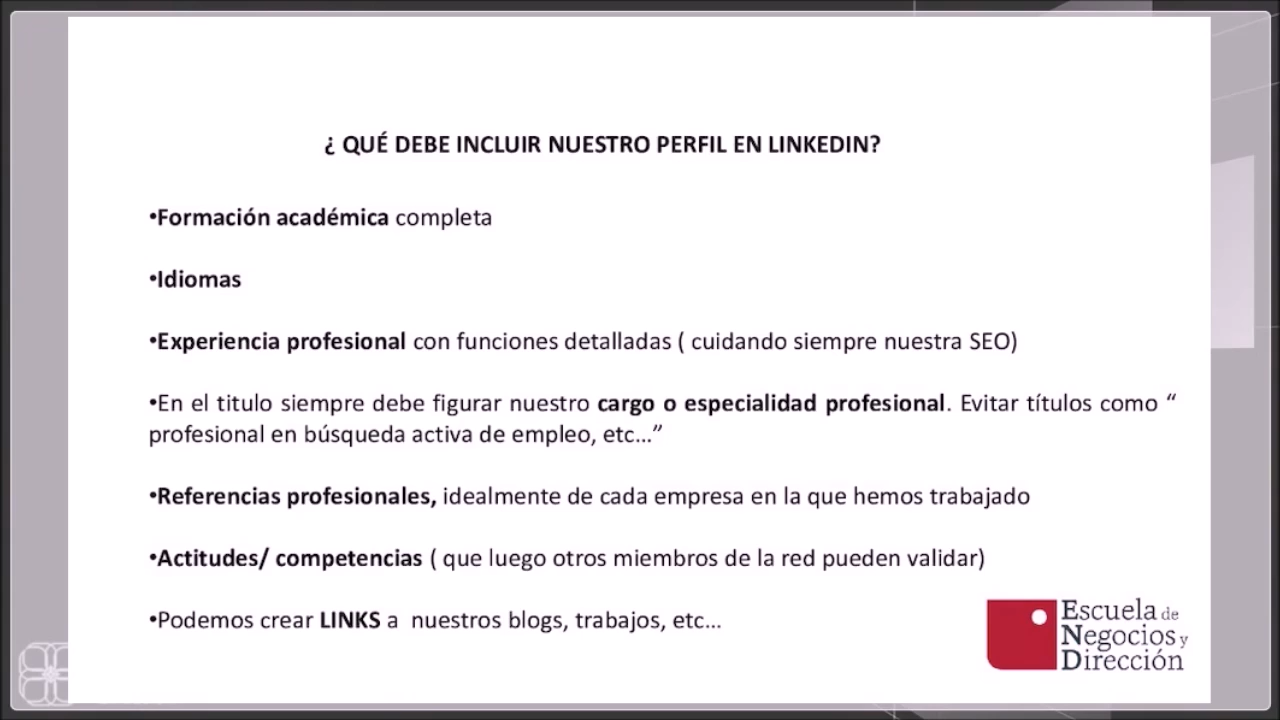 ¿ QUÉ DEBE INCLUIR NUESTRO PERFIL EN LINKEDIN?
•Formación académica completa
•Idiomas
•Experiencia profesional con funciones detalladas ( cuidando siempre nuestra SEO)
•En el titulo siempre debe figurar nuestro cargo o especialidad profesional. Evitar títulos como “
profesional en búsqueda activa de empleo, etc…”
•Referencias profesionales, idealmente de cada empresa en la que hemos trabajado
•Actitudes/ competencias ( que luego otros miembros de la red pueden validar)
•Podemos crear LINKS a  nuestros blogs, trabajos, etc…
Escuela de
Negocios y
Dirección